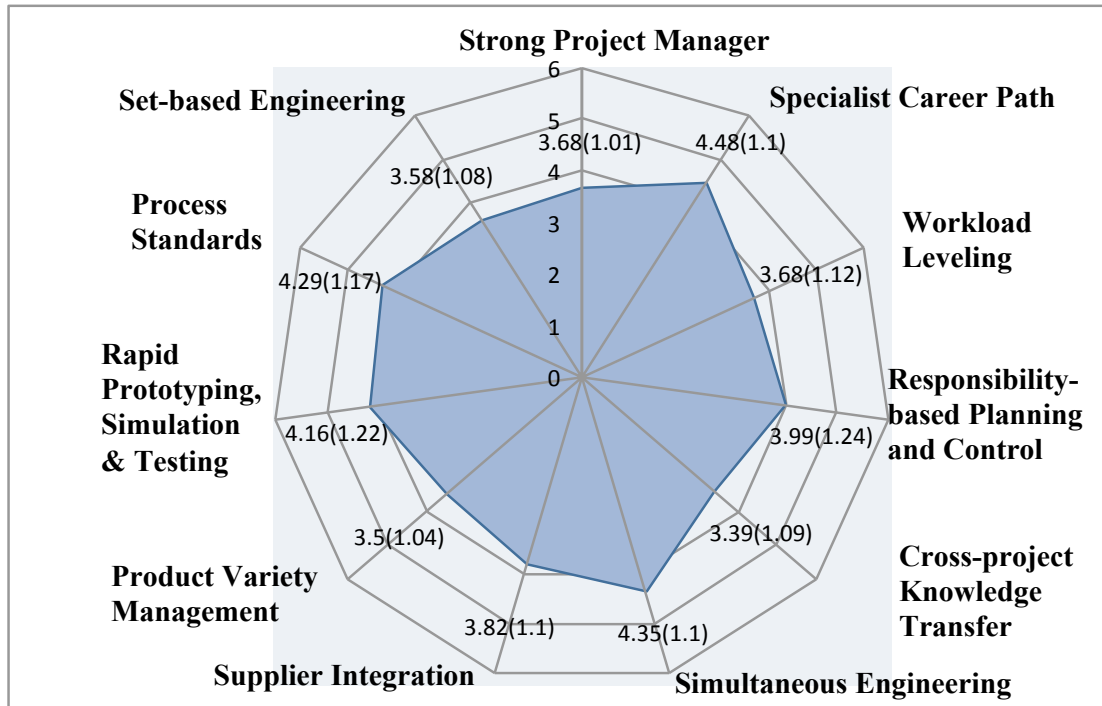 Strong Project Manager
6
Set-based Engineering
Specialist Career Path
5
3.68(1.01)
4.48(1.1)
4
3.58(1.08)
Process
Standards
Workload
Leveling
3
4.29(1.17)
3.68(1.12)
2
1
0
Rapid
Prototyping,
Simulation
& Testing
4.16(1.22)
Responsibility-
based Planning
and Control
3.99(1.24)
3.5(1.04)
3.39(1.09)
Product Variety
Management
Cross-project
Knowledge
Transfer
3.82(1.1)
4.35(1.1)
Supplier Integration
Simultaneous Engineering